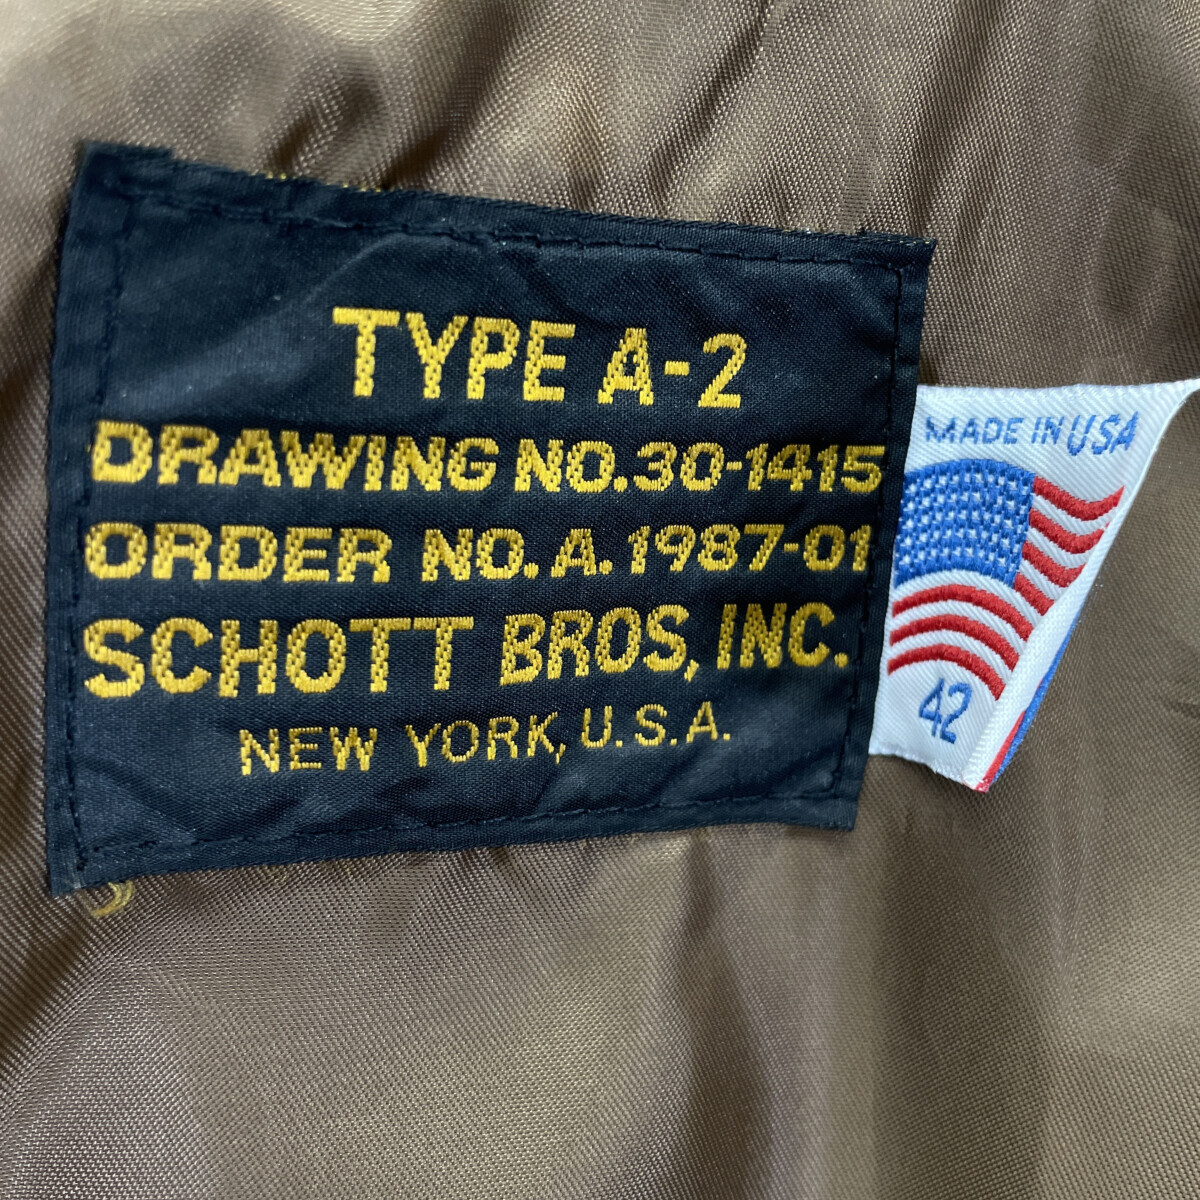 TYPE A-2
DRAWING NO.30-1415
ORDER NO.A.1987-01
SCHOTT BROS, INC.
NEW YORK, U.S.A.
MADE IN USA
42